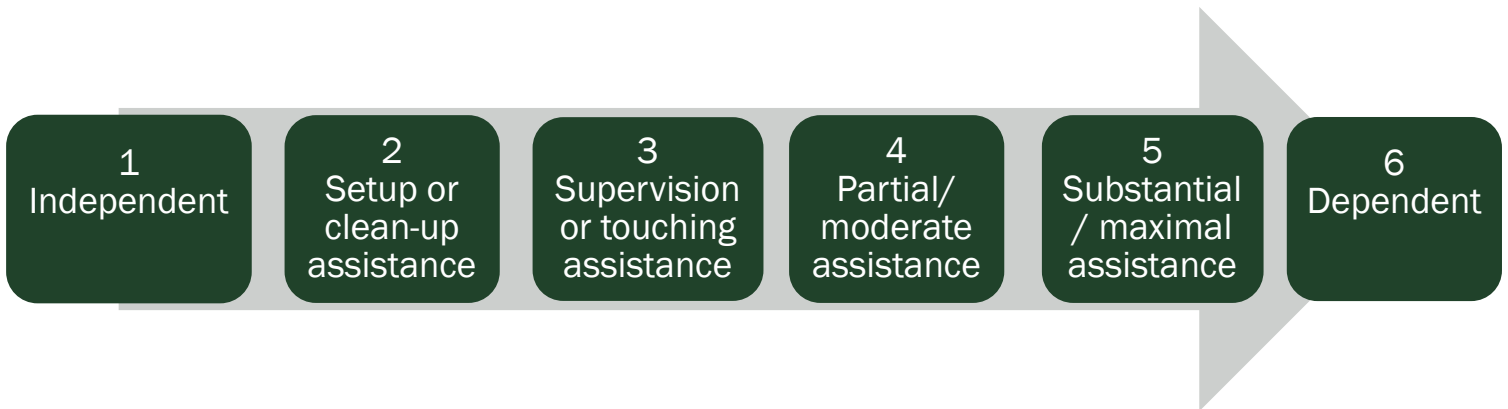 1
Independent
2
Setup or
clean-up
assistance
3
Supervision
or touching
assistance
4
Partial/
moderate
assistance
5
Substantial
/ maximal
assistance
6
Dependent